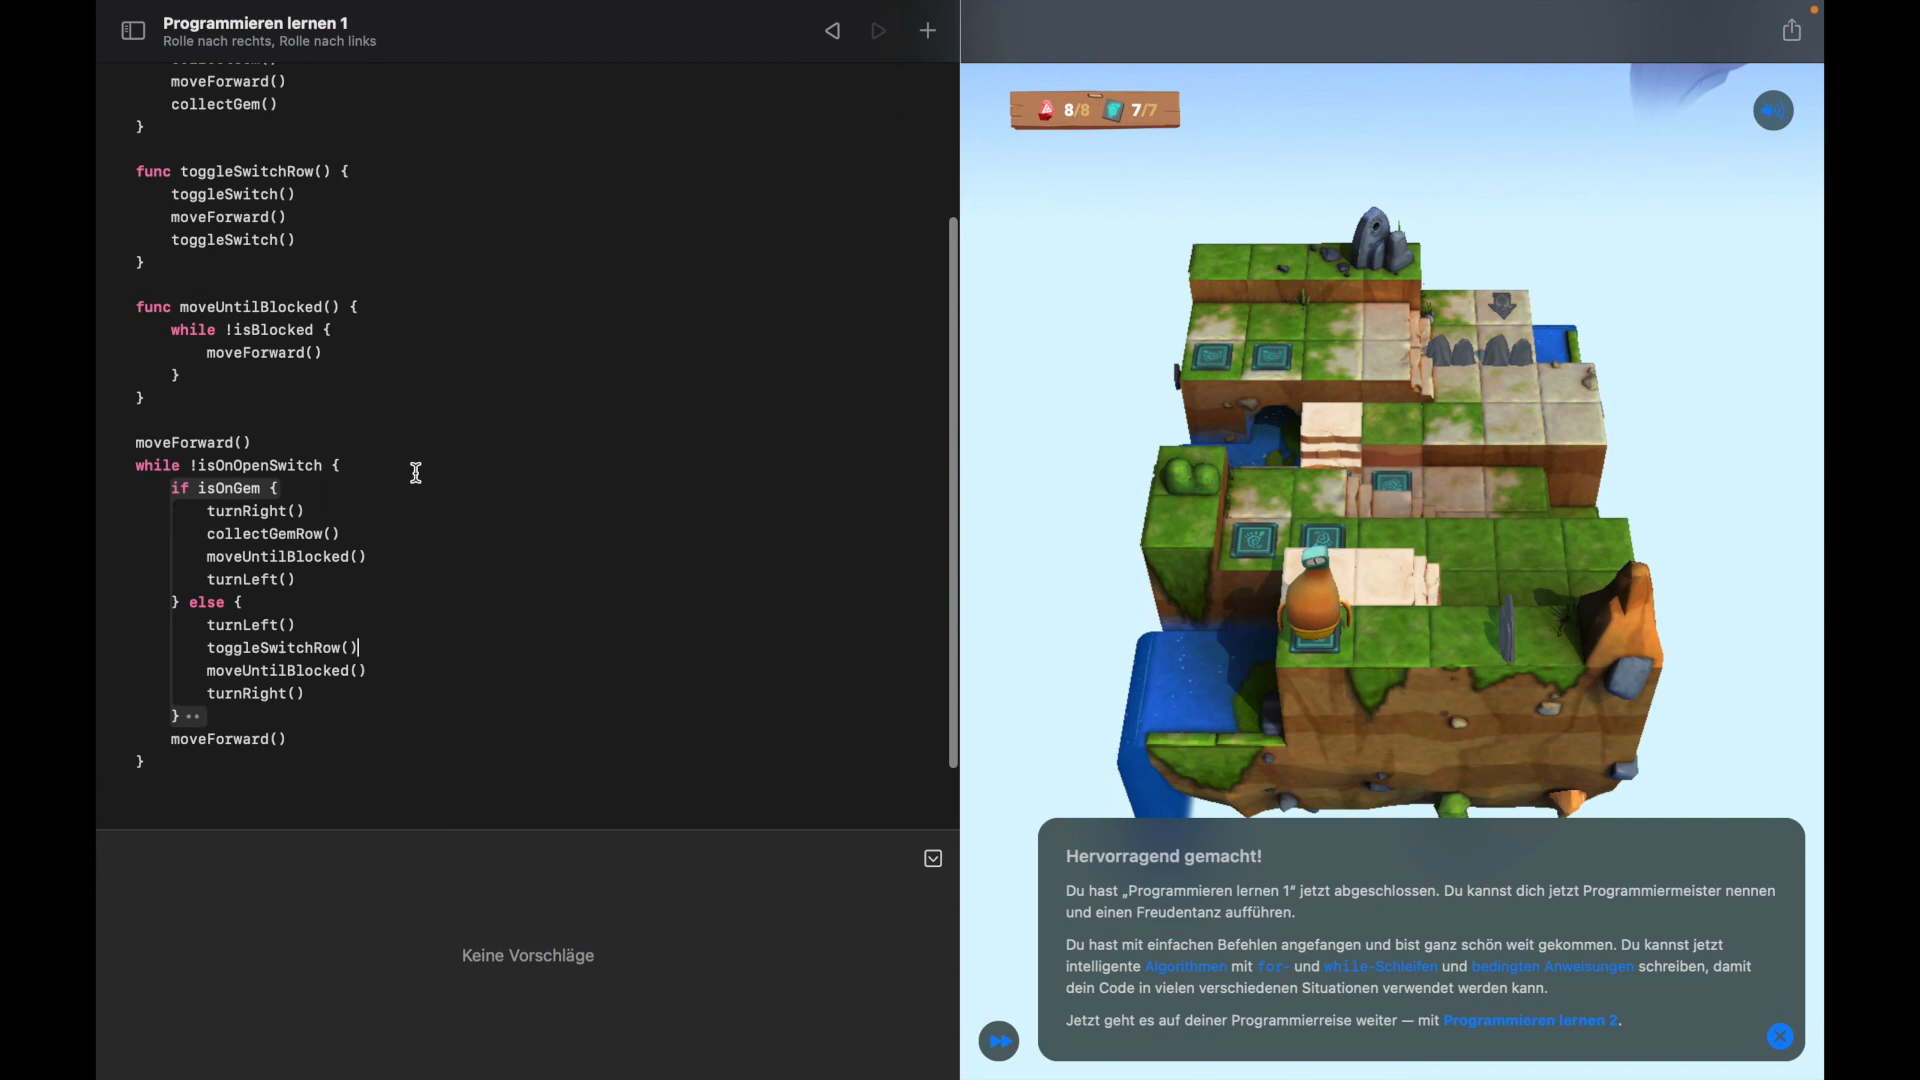 Programmieren lernen 1
Rolle nach rechts, Rolle nach links
moveForward()
collectGem()
}
func toggleSwitchRow() {
toggleSwitch()
moveForward()
toggleSwitch()
}
func moveUntilBlocked() {
while !isBlocked {
moveForward()
}
}
moveForward()
while !isOnOpenSwitch {
if isOnGem {
turnRight()
collectGemRow()
moveUntilBlocked()
turnLeft()
} else {
turnLeft()
toggleSwitchRow()
moveUntilBlocked()
turnRight()
}
moveForward()
}
Keine Vorschläge
8/8 7/7
Hervorragend gemacht!
Du hast „Programmieren lernen 1“ jetzt abgeschlossen. Du kannst dich jetzt Programmiermeister nennen
und einen Freudentanz aufführen.
Du hast mit einfachen Befehlen angefangen und bist ganz schön weit gekommen. Du kannst jetzt
intelligente Algorithmen mit for- und while-Schleifen und bedingten Anweisungen schreiben, damit
dein Code in vielen verschiedenen Situationen verwendet werden kann.
Jetzt geht es auf deiner Programmierreise weiter — mit Programmieren lernen 2.